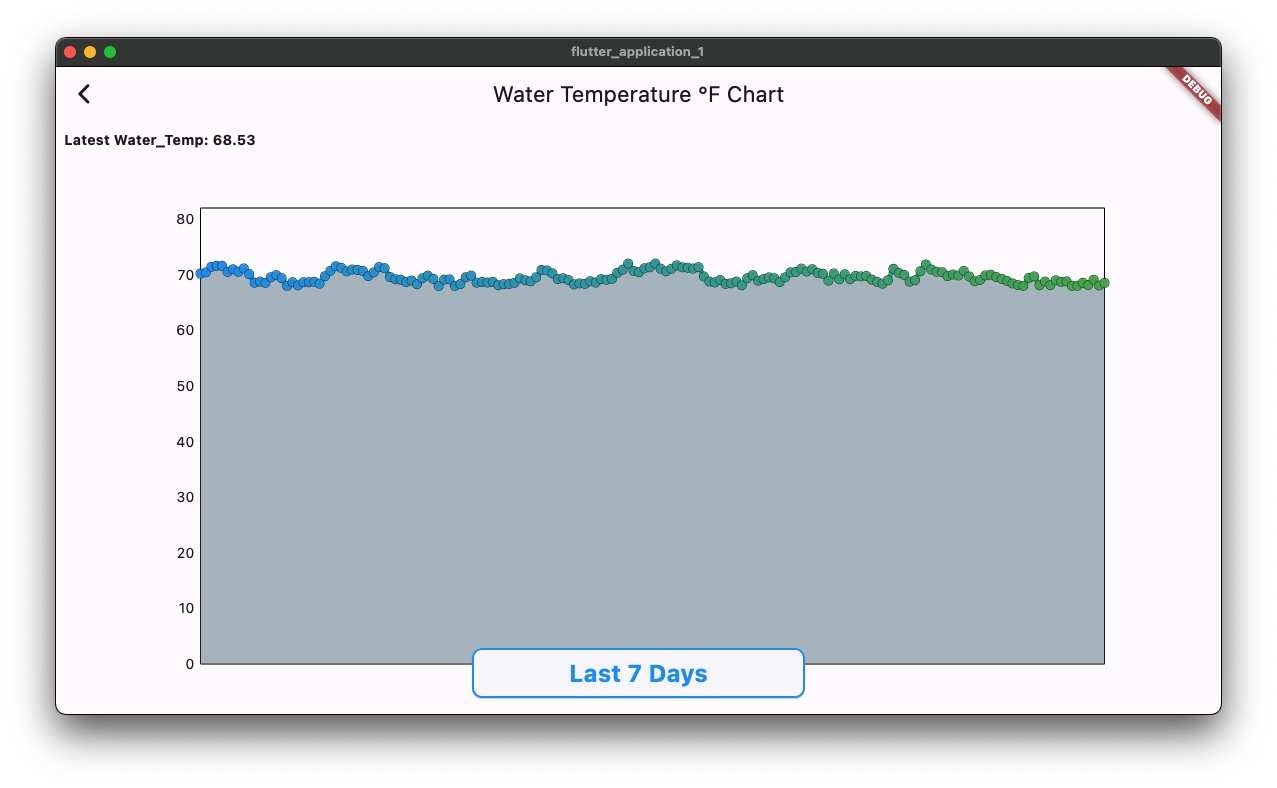 flutter_application_1
DEBUG
Water Temperature °F Chart
Latest Water_Temp: 68.53
80
70
60
50
40
30
20
10
0
Last 7 Days